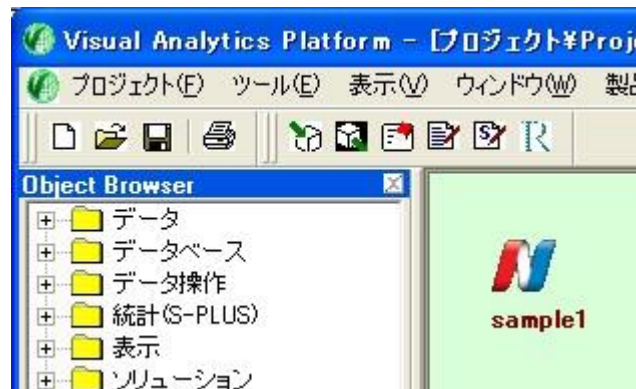 Visual Analytics Platform - [プロジェクト¥Proj
プロジェクト(F) ツール(E) 表示(V) ウィンドウ(W) 製品
Object Browser
データ
データベース
データ操作
統計(S-PLUS)
表示
ソリューション
sample1